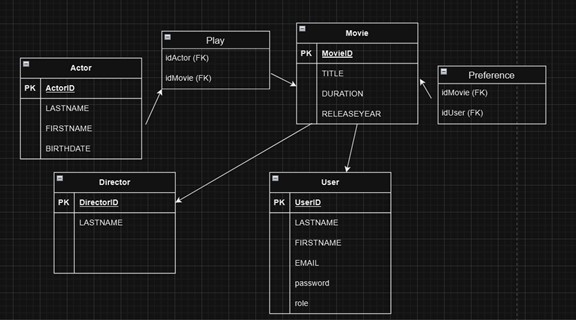 Actor
PK ActorID
LASTNAME
FIRSTNAME
BIRTHDATE
Play
idActor (FK)
idMovie (FK)
Movie
PK MovieID
TITLE
DURATION
RELEASEYEAR
Preference
idMovie (FK)
idUser (FK)
Director
PK DirectorID
LASTNAME
User
PK UserID
LASTNAME
FIRSTNAME
EMAIL
password
role